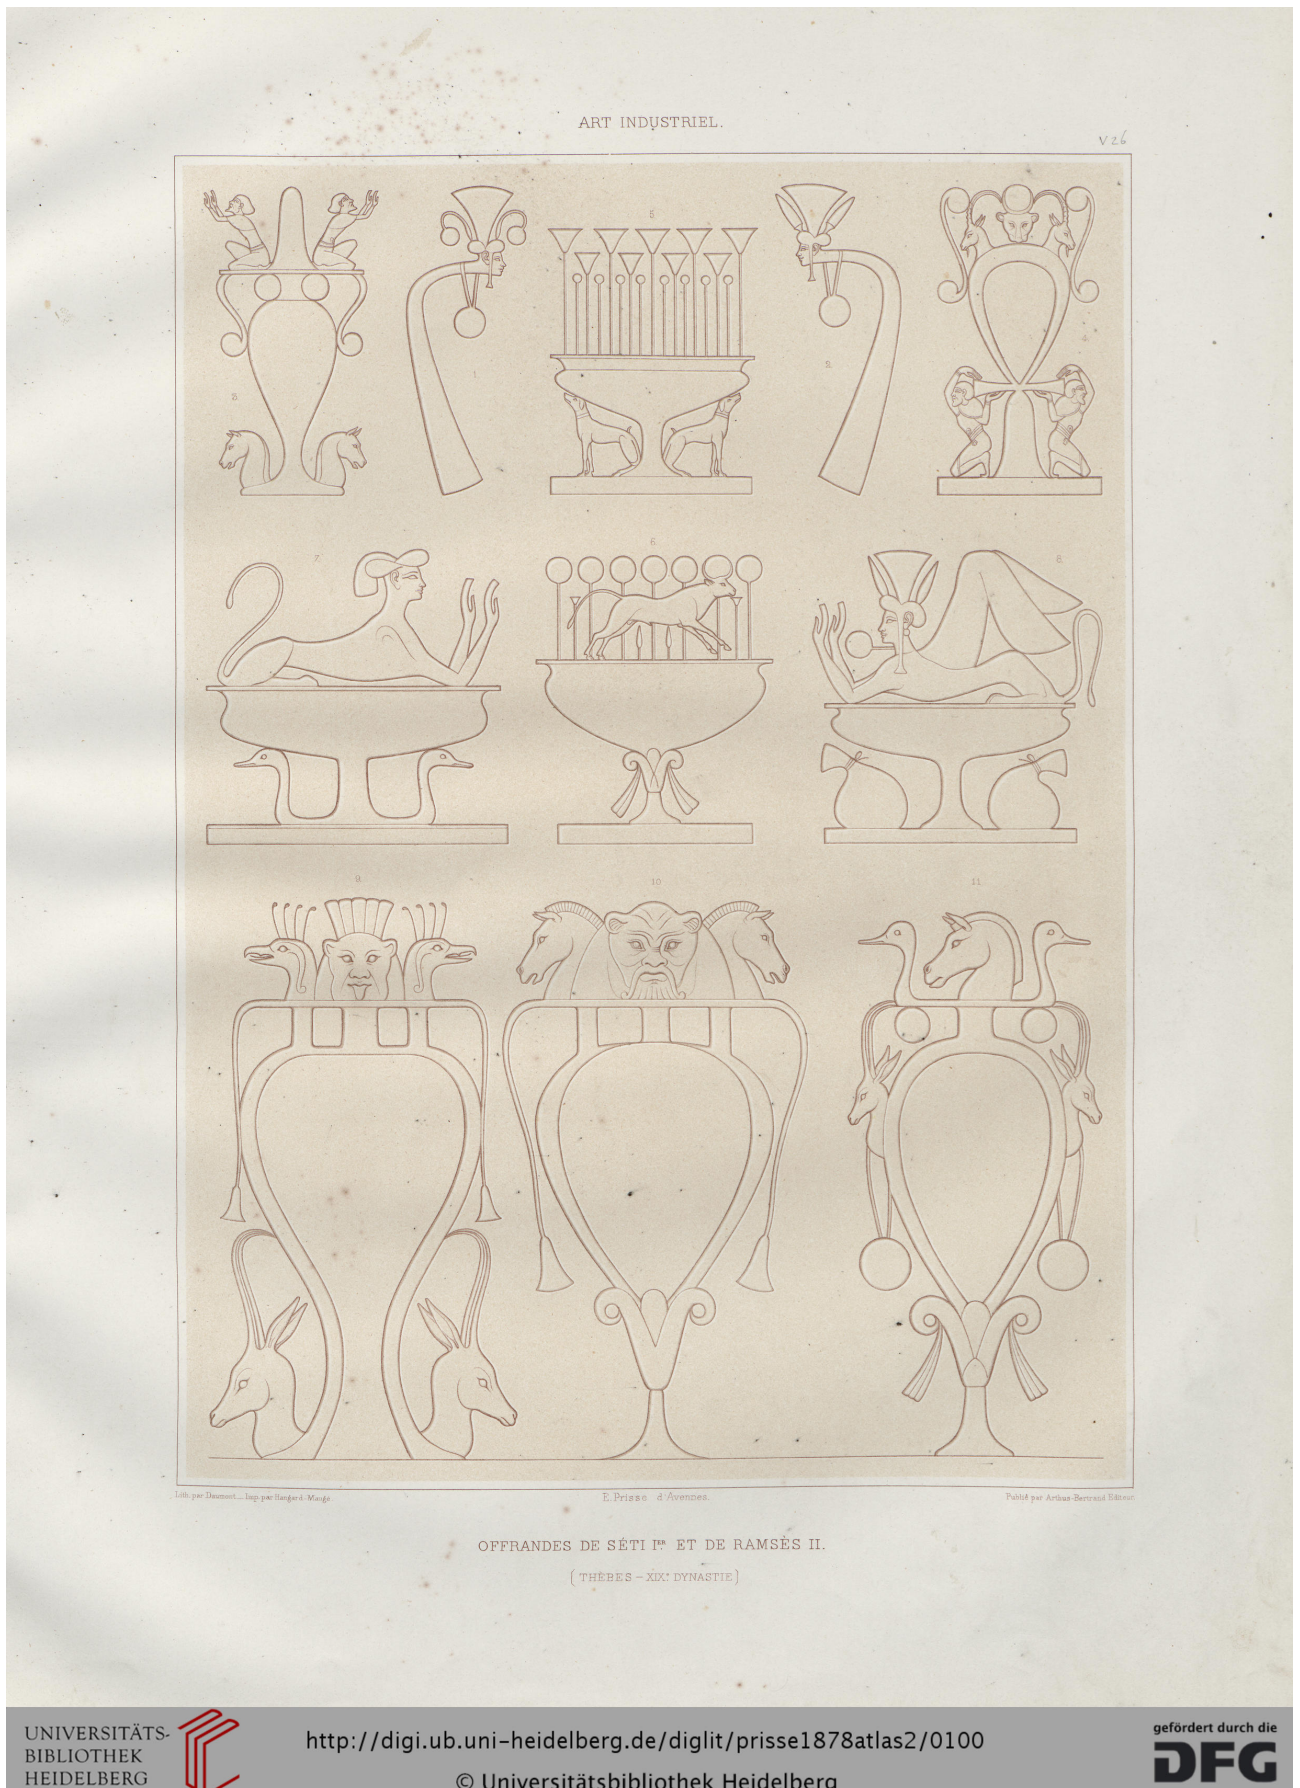 ART INDUSTRIEL.
V 26
5
1
2
3
4
6
7
8
9
10
11
Lith. par Daumont. Imp. par Hangard-Maugé
E. Prisse d'Avennes.
Publié par Arthus-Bertrand Editeur
OFFRANDES DE SÉTI IER ET DE RAMSÈS II.
( THÈBES – XIXE DYNASTIE )
UNIVERSITÄTS-
BIBLIOTHEK
HEIDELBERG
http://digi.ub.uni-heidelberg.de/diglit/prisse1878atlas2/0100
© Universitätsbibliothek Heidelberg
gefördert durch die
DFG